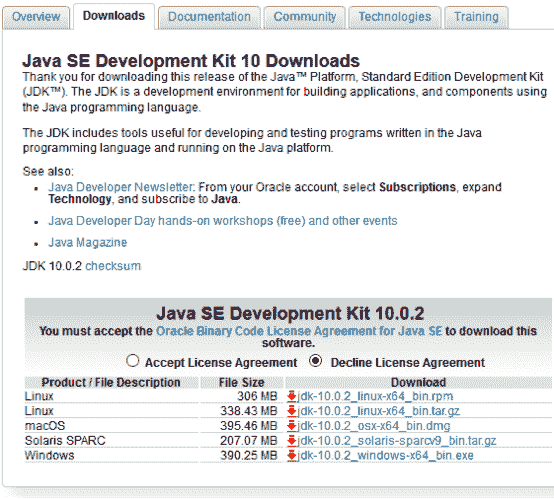 Overview Downloads Documentation Community Technologies Training
Java SE Development Kit 10 Downloads
Thank you for downloading this release of the Java™ Platform, Standard Edition Development Kit
(JDK™). The JDK is a development environment for building applications, and components using
the Java programming language.
The JDK includes tools useful for developing and testing programs written in the Java
programming language and running on the Java platform.
See also:
• Java Developer Newsletter: From your Oracle account, select Subscriptions, expand
Technology, and subscribe to Java.
• Java Developer Day hands-on workshops (free) and other events
• Java Magazine
JDK 10.0.2 checksum
Java SE Development Kit 10.0.2
You must accept the Oracle Binary Code License Agreement for Java SE to download this
software.
Accept License Agreement Decline License Agreement
Product / File Description File Size Download
Linux 306 MB jdk-10.0.2_linux-x64_bin.rpm
Linux 338.43 MB jdk-10.0.2_linux-x64_bin.tar.gz
macOS 395.46 MB jdk-10.0.2_osx-x64_bin.dmg
Solaris SPARC 207.07 MB jdk-10.0.2_solaris-sparcv9_bin.tar.gz
Windows 390.25 MB jdk-10.0.2_windows-x64_bin.exe